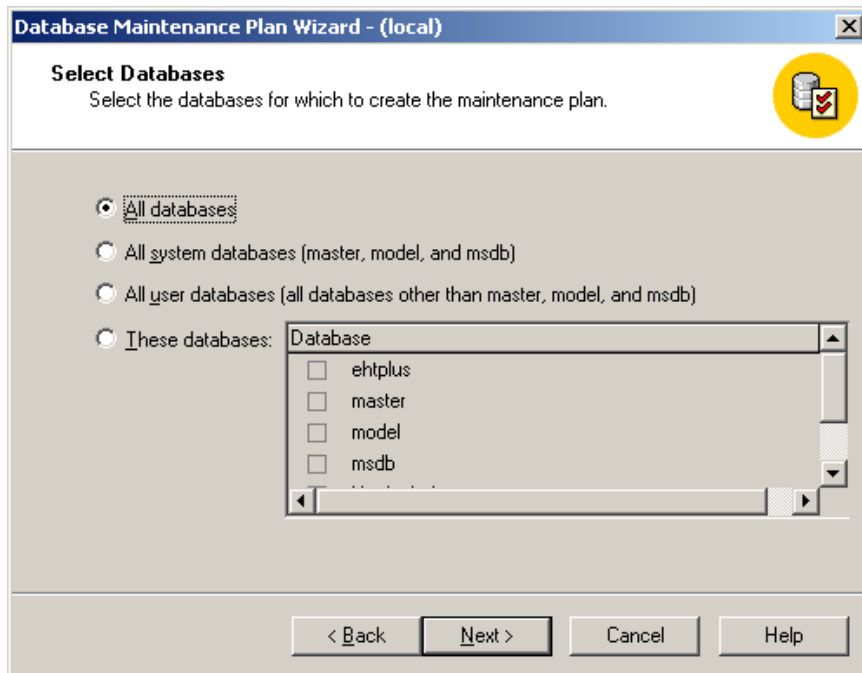 Database Maintenance Plan Wizard - (local)
Select Databases
Select the databases for which to create the maintenance plan.
All databases
All system databases (master, model, and msdb)
All user databases (all databases other than master, model, and msdb)
These databases:
Database
ehtplus
master
model
msdb
< Back
Next >
Cancel
Help